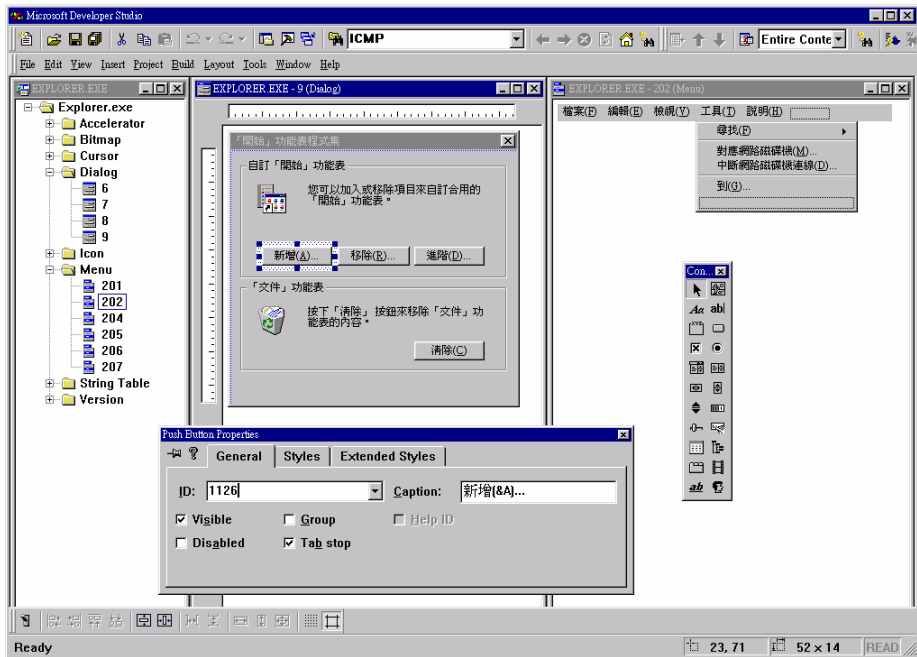 Microsoft Developer Studio
ICMP
Entire Conte
File Edit View Insert Project Build Layout Tools Window Help
EXPLORER.EXE
Explorer.exe
Accelerator
Bitmap
Cursor
Dialog
6
7
8
9
Icon
Menu
201
202
204
205
206
207
String Table
Version
EXPLORER.EXE - 9 (Dialog)
「開始」功能表程式集
自訂「開始」功能表
您可以加入或移除項目來自訂合用的
「開始」功能表。
新增(A)... 移除(R)... 進階(D)...
「文件」功能表
按下「清除」按鈕來移除「文件」功
能表的內容。
清除(C)
EXPLORER.EXE - 202 (Menu)
檔案(F) 編輯(E) 檢視(V) 工具(T) 說明(H)
尋找(F)
對應網路磁碟機(M)...
中斷網路磁碟機連線(D)...
到(G)...
Con...
Aa ab|
ab
Push Button Properties
General Styles Extended Styles
ID: 1126 Caption: 新增(&A)...
Visible Group Help ID
Disabled Tab stop
Ready 23, 71 52 × 14 READ